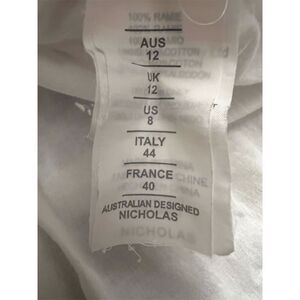 100% RAMIE
AUS
12
UK
12
US
8
ITALY
44
FRANCE
40
AUSTRALIAN DESIGNED
NICHOLAS